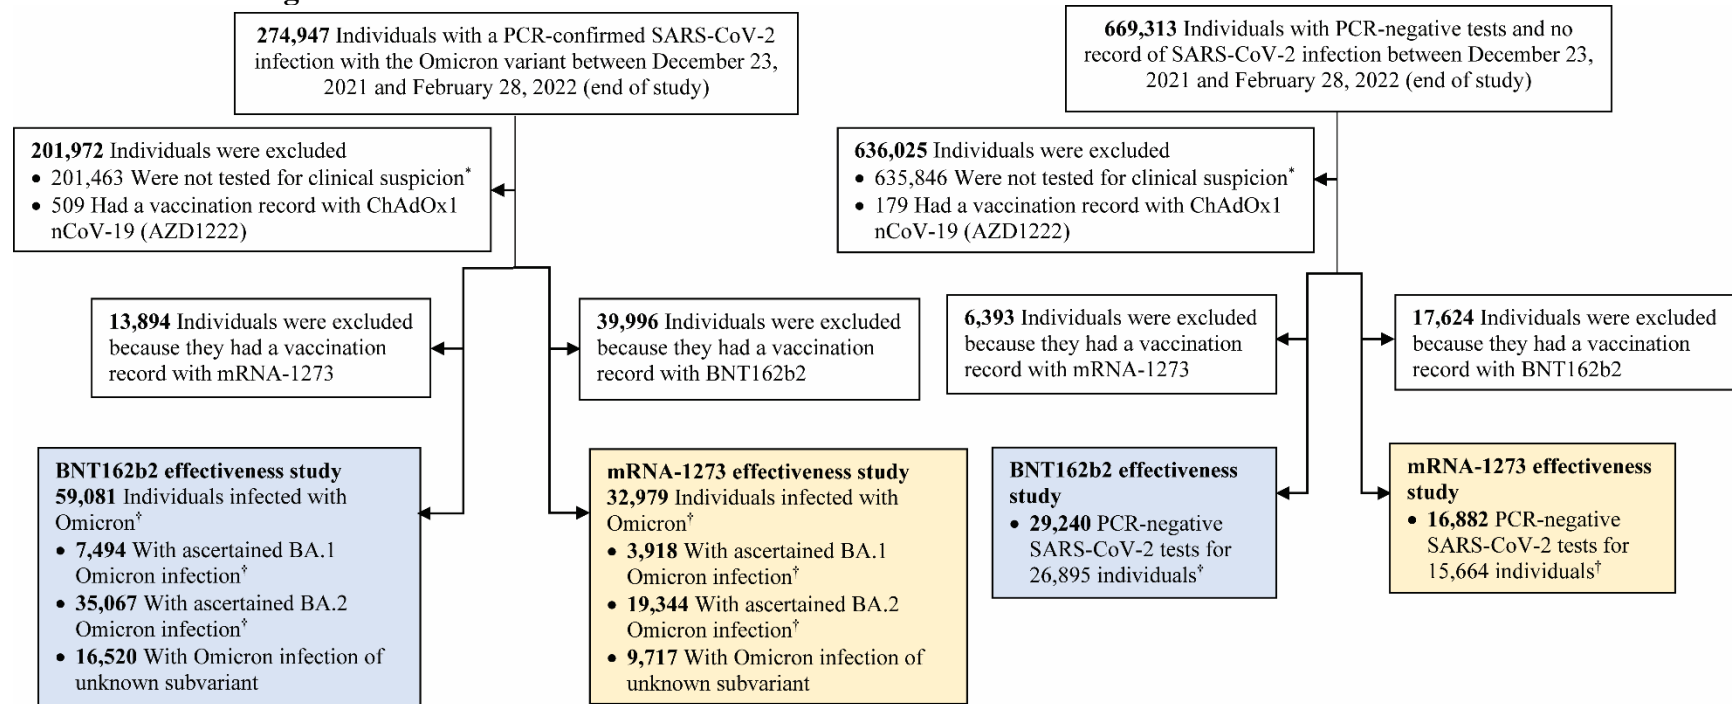 274,947 Individuals with a PCR-confirmed SARS-CoV-2
infection with the Omicron variant between December 23,
2021 and February 28, 2022 (end of study)
669,313 Individuals with PCR-negative tests and no
record of SARS-CoV-2 infection between December 23,
2021 and February 28, 2022 (end of study)
201,972 Individuals were excluded
• 201,463 Were not tested for clinical suspicion*
• 509 Had a vaccination record with ChAdOx1
nCoV-19 (AZD1222)
636,025 Individuals were excluded
• 635,846 Were not tested for clinical suspicion*
• 179 Had a vaccination record with ChAdOx1
nCoV-19 (AZD1222)
13,894 Individuals were excluded
because they had a vaccination
record with mRNA-1273
39,996 Individuals were excluded
because they had a vaccination
record with BNT162b2
6,393 Individuals were excluded
because they had a vaccination
record with mRNA-1273
17,624 Individuals were excluded
because they had a vaccination
record with BNT162b2
BNT162b2 effectiveness study
59,081 Individuals infected with
Omicron†
• 7,494 With ascertained BA.1
Omicron infection†
• 35,067 With ascertained BA.2
Omicron infection†
• 16,520 With Omicron infection of
unknown subvariant
mRNA-1273 effectiveness study
32,979 Individuals infected with
Omicron†
• 3,918 With ascertained BA.1
Omicron infection†
• 19,344 With ascertained BA.2
Omicron infection†
• 9,717 With Omicron infection of
unknown subvariant
BNT162b2 effectiveness
study
• 29,240 PCR-negative
SARS-CoV-2 tests for
26,895 individuals†
mRNA-1273 effectiveness
study
• 16,882 PCR-negative
SARS-CoV-2 tests for
15,664 individuals†